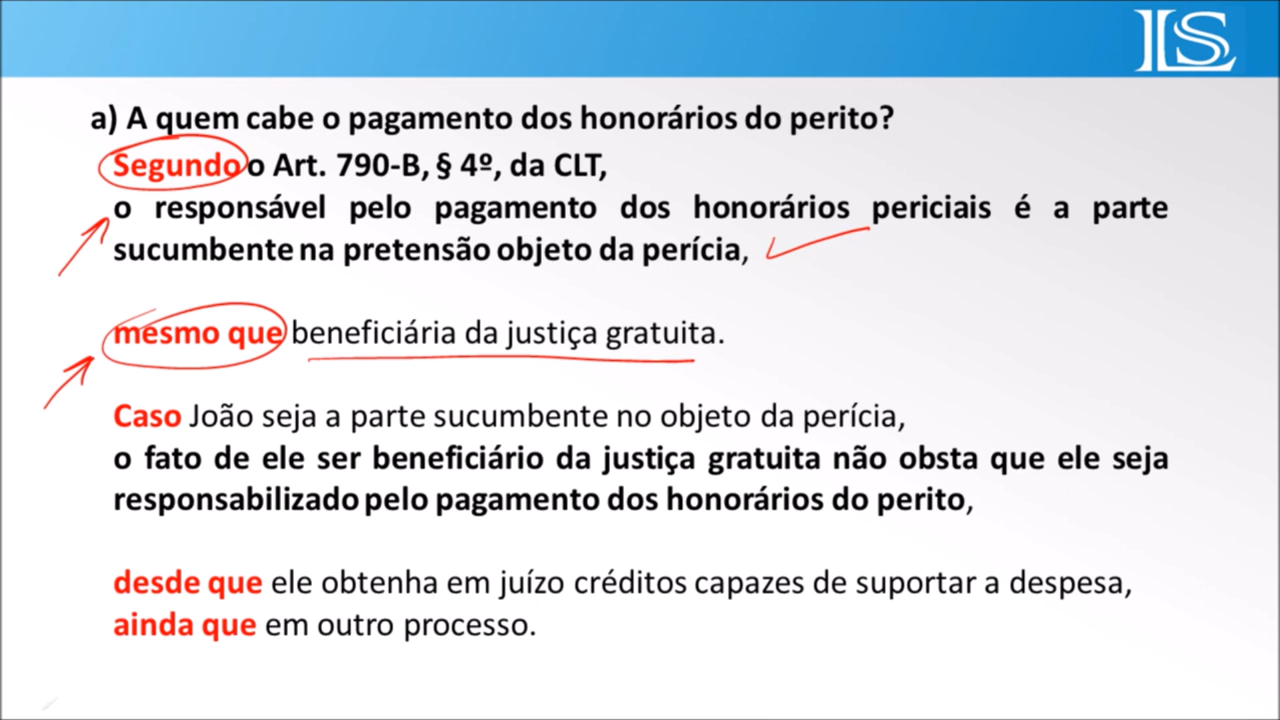 LS
a) A quem cabe o pagamento dos honorários do perito?
Segundo o Art. 790-B, § 4º, da CLT,
o responsável pelo pagamento dos honorários periciais é a parte
sucumbente na pretensão objeto da perícia,
mesmo que beneficiária da justiça gratuita.
Caso João seja a parte sucumbente no objeto da perícia,
o fato de ele ser beneficiário da justiça gratuita não obsta que ele seja
responsabilizado pelo pagamento dos honorários do perito,
desde que ele obtenha em juízo créditos capazes de suportar a despesa,
ainda que em outro processo.